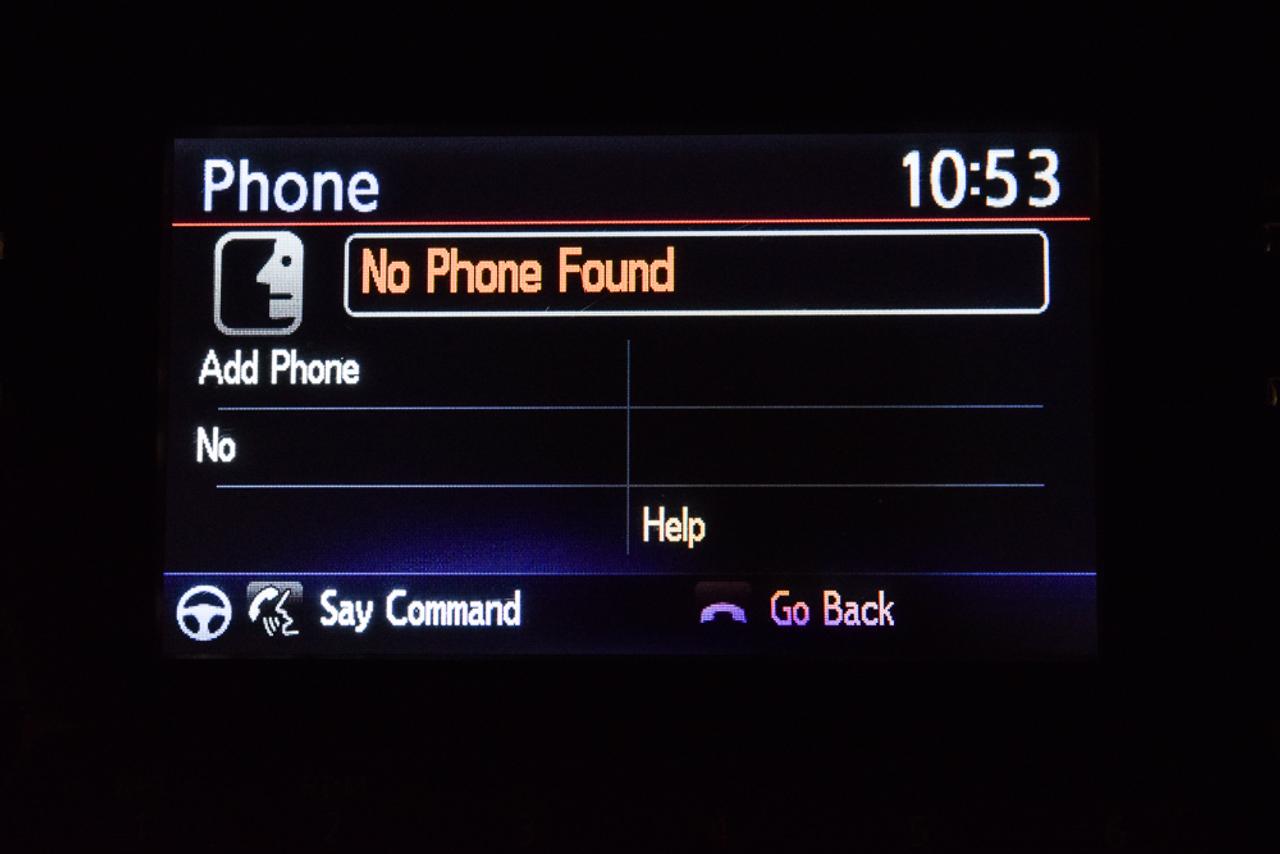 Phone 10:53
No Phone Found
Add Phone
No
Help
Say Command Go Back